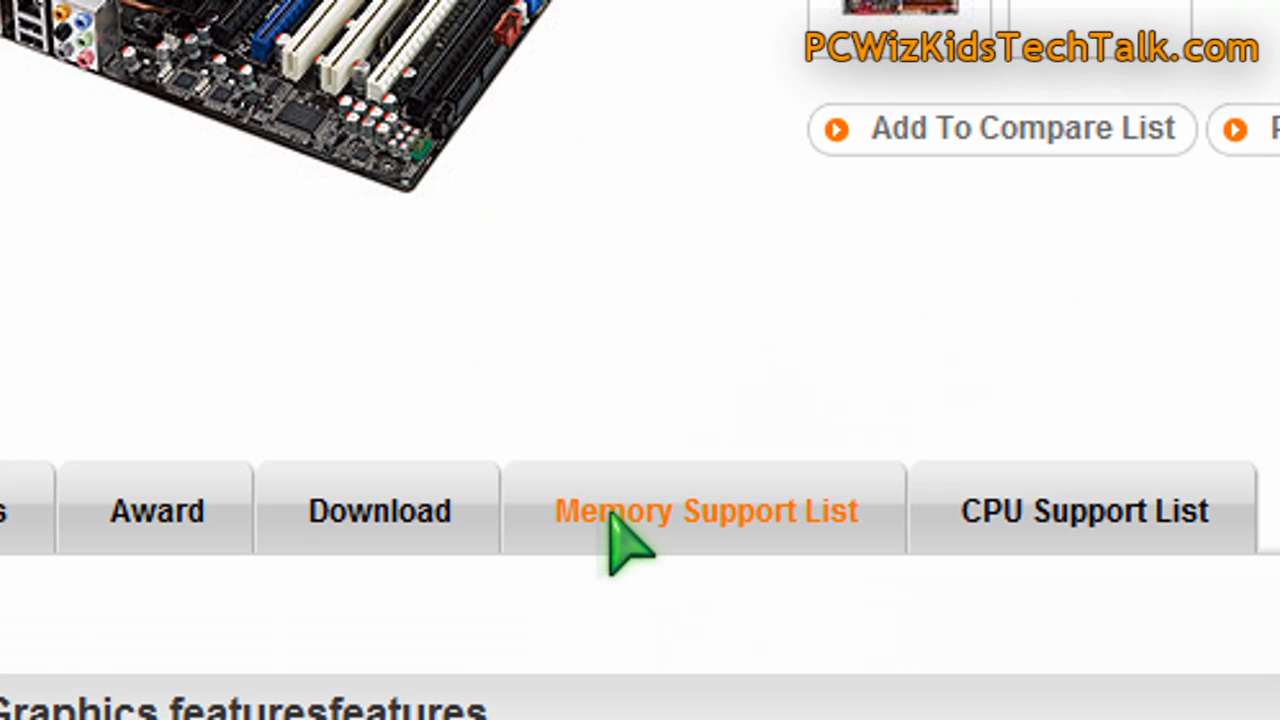 PCWizKidsTechTalk.com
Add To Compare List
Award
Download
Memory Support List
CPU Support List
Graphics featuresfeatures